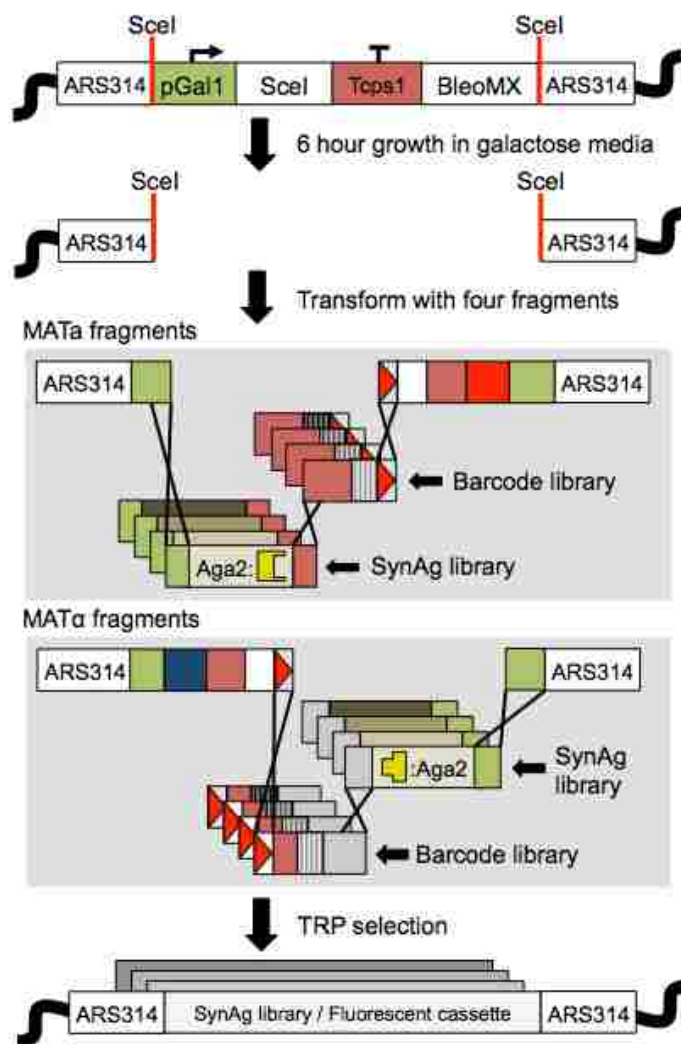 SceI SceI
ARS314 pGal1 SceI Tcps1 BleoMX ARS314
6 hour growth in galactose media
SceI SceI
ARS314 ARS314
Transform with four fragments
MATa fragments
ARS314 ARS314
Barcode library
Aga2: SynAg library
MATα fragments
ARS314 ARS314
:Aga2 SynAg
library
Barcode library
TRP selection
ARS314 SynAg library / Fluorescent cassette ARS314